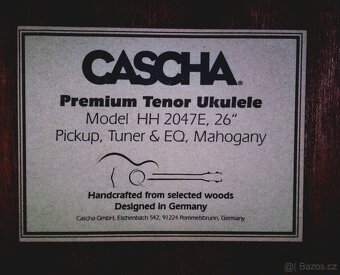 CASCHA®
Premium Tenor Ukulele
Model HH 2047E, 26"
Pickup, Tuner & EQ, Mahogany
Handcrafted from selected woods
Designed in Germany
Cascha GmbH, Eschenbach 542, 91224 Pommelsbrunn, Germany
Bazos.cz